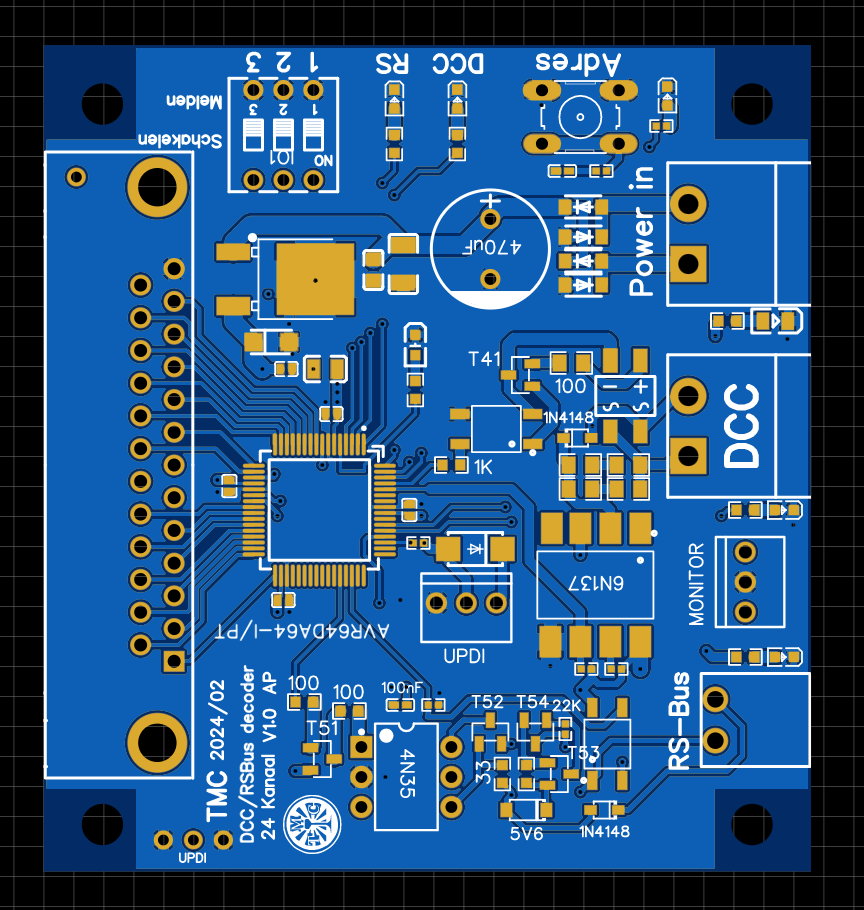 3 2 1
RS
DCC
Adres
Melden
3 2 1
Schakelen
IO1
NO
Power in
470uF
T41
100
- +
S S
1N4148
DCC
1K
6N137
MONITOR
AVR64DA64-I/PT
UPDI
100
100
100nF
T51
T52 T54 22K
T53
33
4N35
5V6
1N4148
RS-Bus
TMC 2024/02
DCC/RSBus decoder
24 Kanaal V1.0 AP
TMC
UPDI